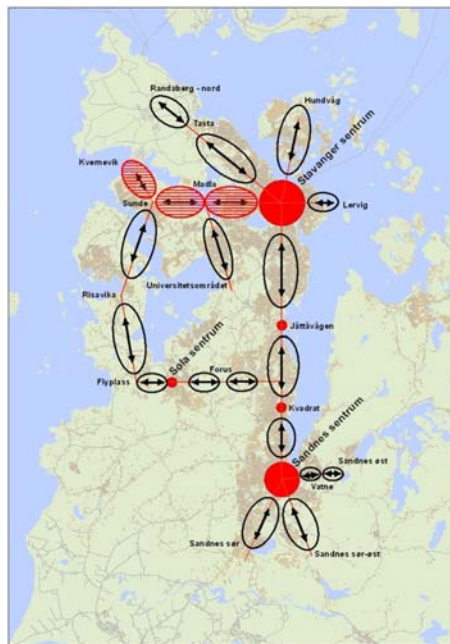 Randaberg - nord
Hundvåg
Tasta
Stavanger sentrum
Kvernevik
Madla
Sunde
Lervig
Universitetsområdet
Risavika
Jåttåvågen
Sola sentrum
Forus
Flyplass
Kvadrat
Sandnes sentrum
Sandnes øst
Vatne
Sandnes sør
Sandnes sør-øst